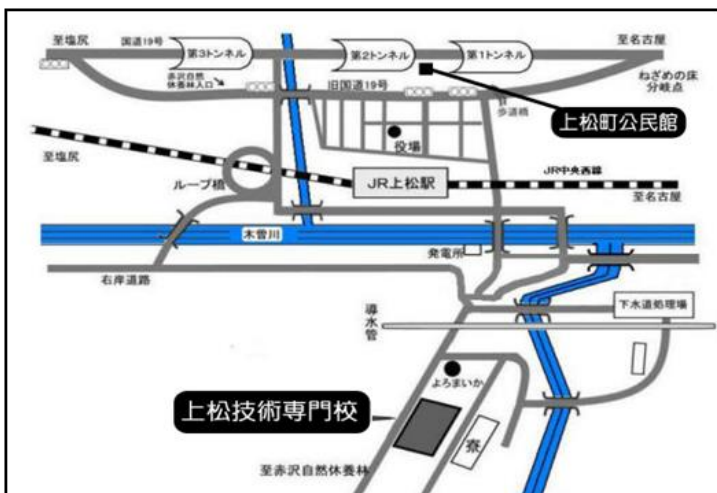 至塩尻
国道19号
第3トンネル
第2トンネル
第1トンネル
至名古屋
赤沢自然
休養林入口
旧国道19号
歩道橋
ねざめの床
分岐点
上松町公民館
役場
至塩尻
ループ橋
JR上松駅
JR中央西線
至名古屋
木曽川
発電所
右岸道路
導水管
下水道処理場
よろまいか
上松技術専門校
寮
至赤沢自然休養林